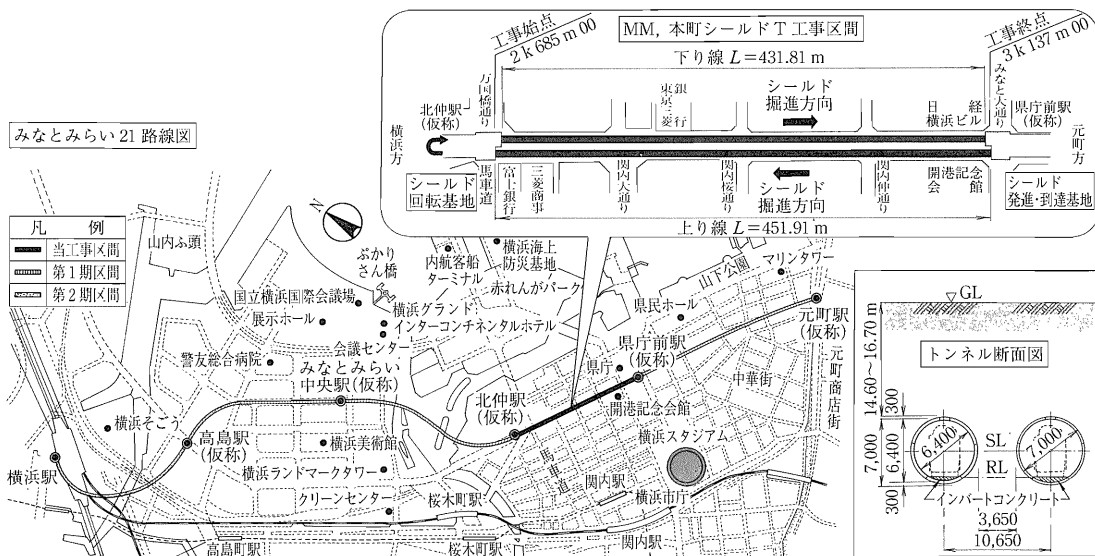 MM, 本町シールドT工事区間
工事始点
2 k 685 m 00
工事終点
3 k 137 m 00
下り線 L=431.81 m
万国橋通り
みなと大通り
北仲駅
(仮称)
東京三菱
銀行
シールド
掘進方向
日経
横浜ビル
県庁前駅
(仮称)
横浜方
元町方
シールド
回転基地
馬車道
富士銀行
三菱商事
関内大通り
関内桜通り
シールド
掘進方向
関内仲通り
開港記念
会館
シールド
発進・到達基地
上り線 L=451.91 m
みなとみらい21路線図
凡 例
当工事区間
第1期区間
第2期区間
N
山内ふ頭
ぷかり
さん橋
内航客船
ターミナル
横浜海上
防災基地
赤れんがパーク
山下公園
マリンタワー
国立横浜国際会議場
展示ホール
横浜グランド
インターコンチネンタルホテル
県民ホール
元町駅
(仮称)
会議センター
警友総合病院
みなとみらい
中央駅(仮称)
県庁前駅
(仮称)
県庁
中華街
元町商店街
北仲駅
(仮称)
開港記念会館
横浜そごう
高島駅
(仮称)
横浜美術館
横浜スタジアム
横浜駅
横浜ランドマークタワー
馬車道
関内駅
クリーンセンター
桜木町駅
横浜市庁
高島町駅
桜木町駅
関内駅
GL
トンネル断面図
14.60～16.70 m
300
7,000
6,400
300
6,400
7,000
SL
RL
インバートコンクリート
3,650
10,650